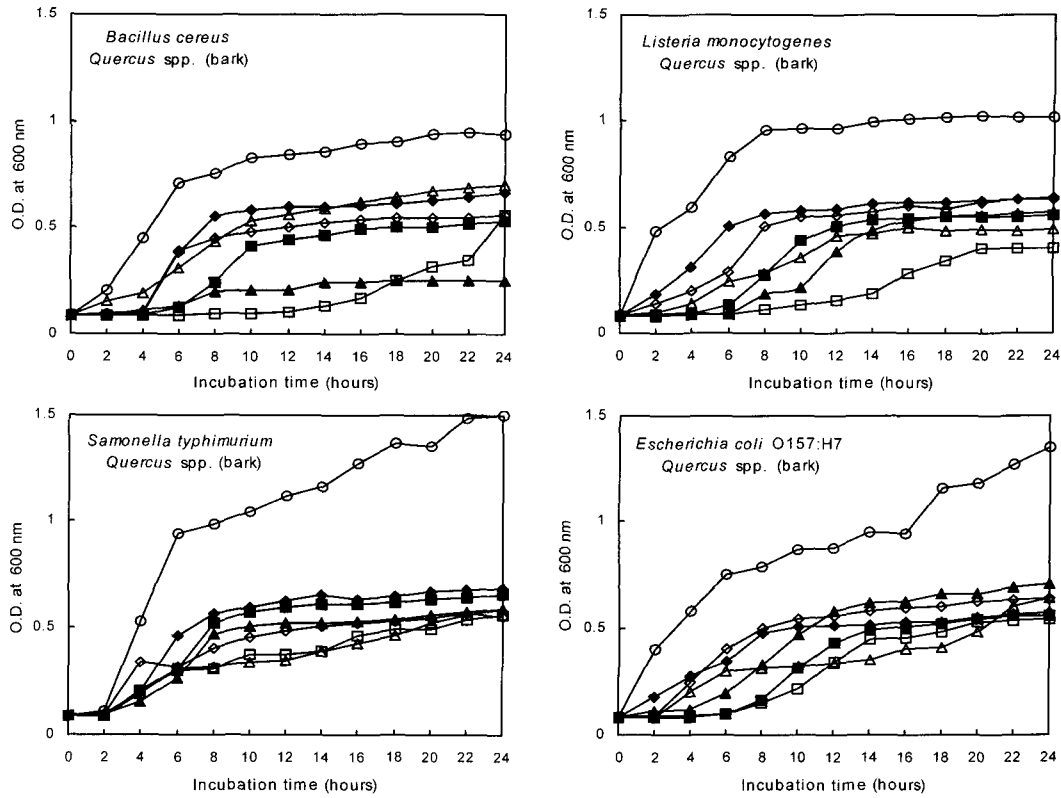 1.5
Bacillus cereus
Quercus spp. (bark)
1
0.5
0
O.D. at 600 nm
0 2 4 6 8 10 12 14 16 18 20 22 24
Incubation time (hours)
1.5
Listeria monocytogenes
Quercus spp. (bark)
1
0.5
0
O.D. at 600 nm
0 2 4 6 8 10 12 14 16 18 20 22 24
Incubation time (hours)
1.5
Samonella typhimurium
Quercus spp. (bark)
1
0.5
0
O.D. at 600 nm
0 2 4 6 8 10 12 14 16 18 20 22 24
Incubation time (hours)
1.5
Escherichia coli O157:H7
Quercus spp. (bark)
1
0.5
0
O.D. at 600 nm
0 2 4 6 8 10 12 14 16 18 20 22 24
Incubation time (hours)